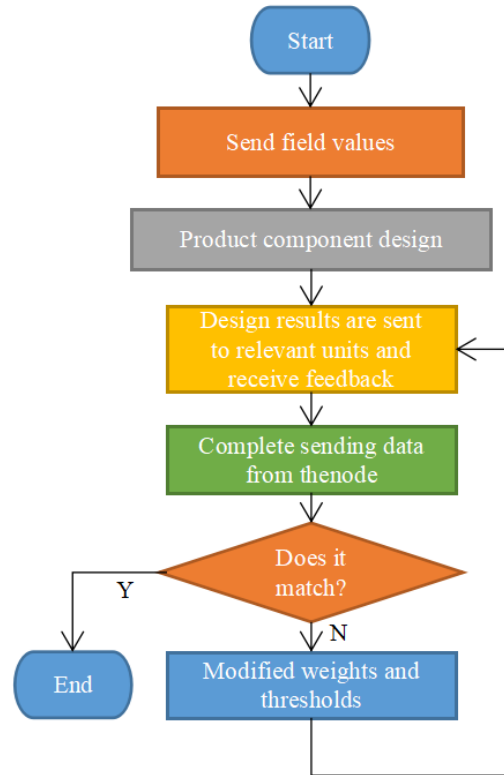 Start
Send field values
Product component design
Design results are sent
to relevant units and
receive feedback
Complete sending data
from thenode
Does it
match?
Y
N
End
Modified weights and
thresholds